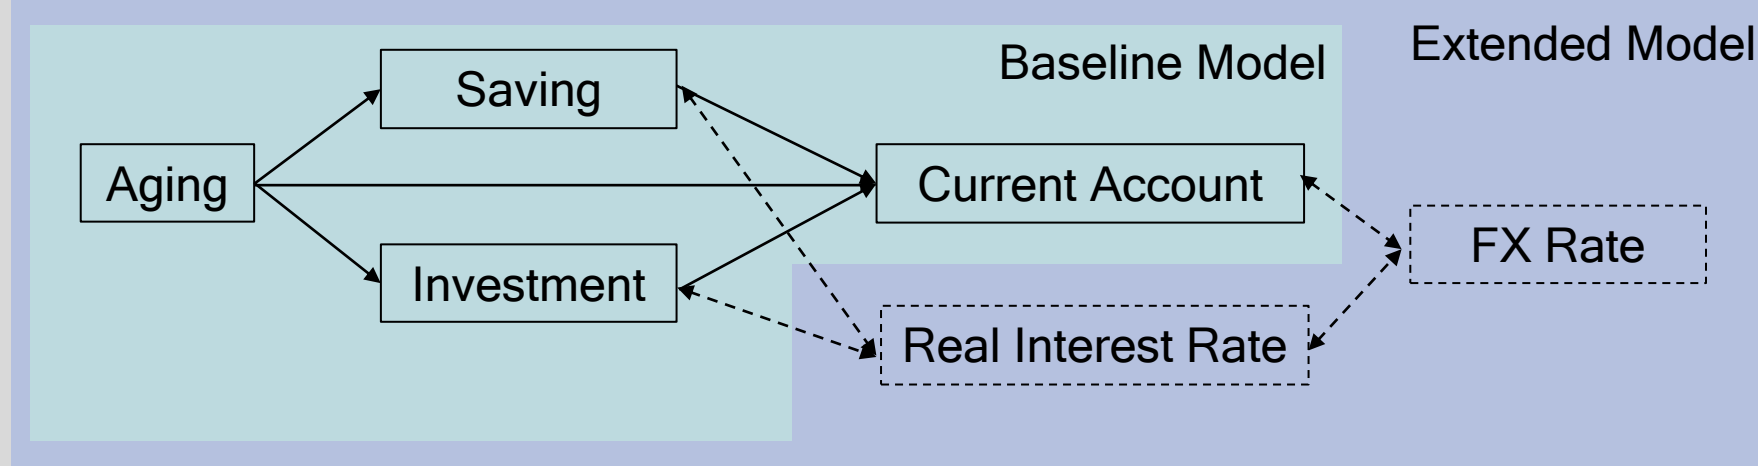 Extended Model
Baseline Model
Saving
Aging
Current Account
FX Rate
Investment
Real Interest Rate